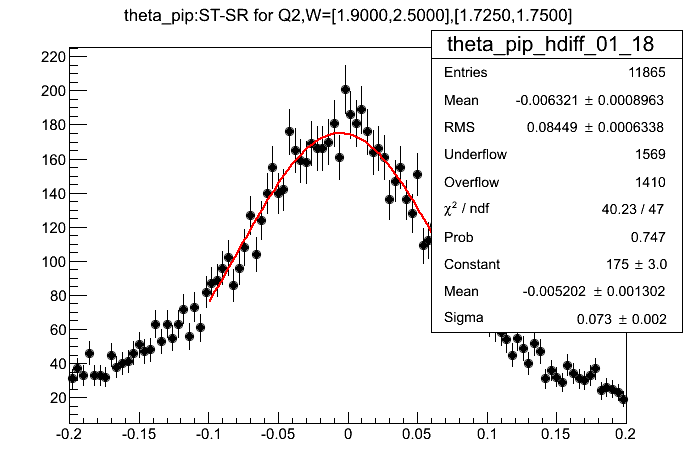 theta_pip:ST-SR for Q2,W=[1.9000,2.5000],[1.7250,1.7500]
theta_pip_hdiff_01_18
Entries 11865
Mean -0.006321 ± 0.0008963
RMS 0.08449 ± 0.0006338
Underflow 1569
Overflow 1410
χ² / ndf 40.23 / 47
Prob 0.747
Constant 175 ± 3.0
Mean -0.005202 ± 0.001302
Sigma 0.073 ± 0.002
220
200
180
160
140
120
100
80
60
40
20
-0.2 -0.15 -0.1 -0.05 0 0.05 0.1 0.15 0.2